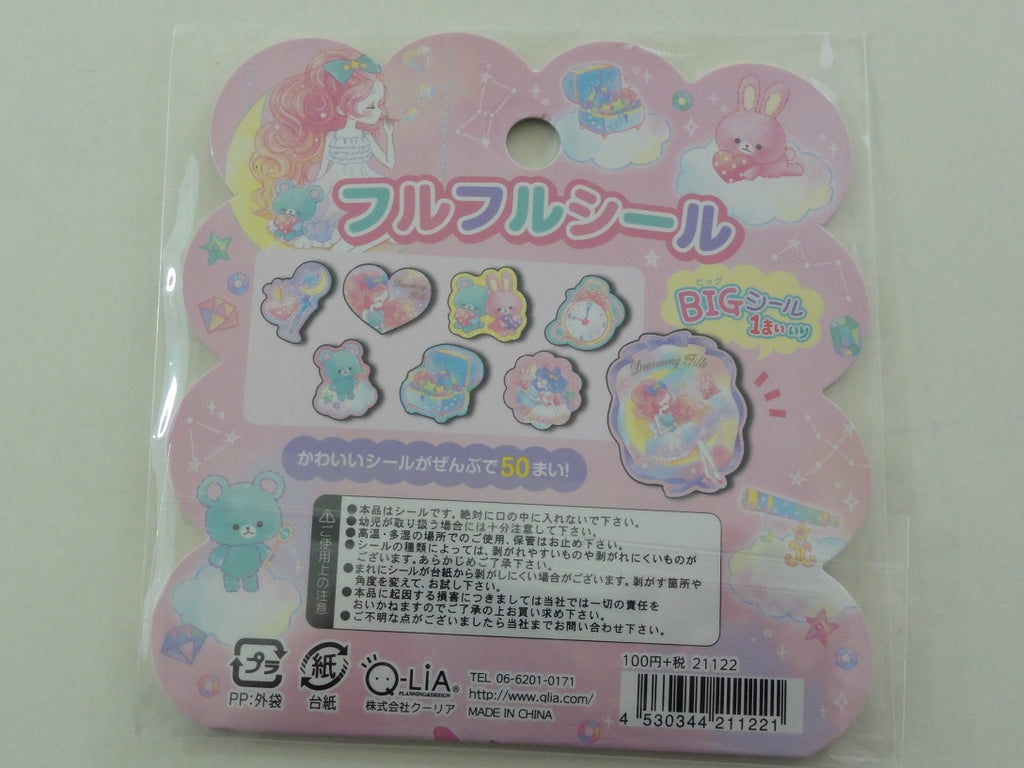 フルフルシール
ビッグ
BIGシール
1まい入り
かわいいシールがぜんぶで50まい!
ご使用上の注意
●本品はシールです。絶対に口の中に入れないで下さい。
●幼児が取り扱う場合には十分注意して下さい。
●高温・多湿の場所でのご使用、保管はお止め下さい。
●シールの種類によっては、剥がれやすいものや剥がれにくいものが
ございます。あらかじめご了承下さい。
●まれにシールが台紙から剥がしにくい場合がございます。剥がす箇所や
角度を変えて、お試し下さい。
●本品に起因する損害につきましては当社では一切の責任を
おいかねますのでご了承の上お買い求め下さい。
●ご不明な点がございましたら当社までお問い合わせ下さい。
プラ
PP:外袋
紙
台紙
Q-LiA®
PLANNING&DESIGN
株式会社クーリア
TEL 06-6201-0171
http://www.qlia.com/
MADE IN CHINA
100円+税 21122
4 530344 211221